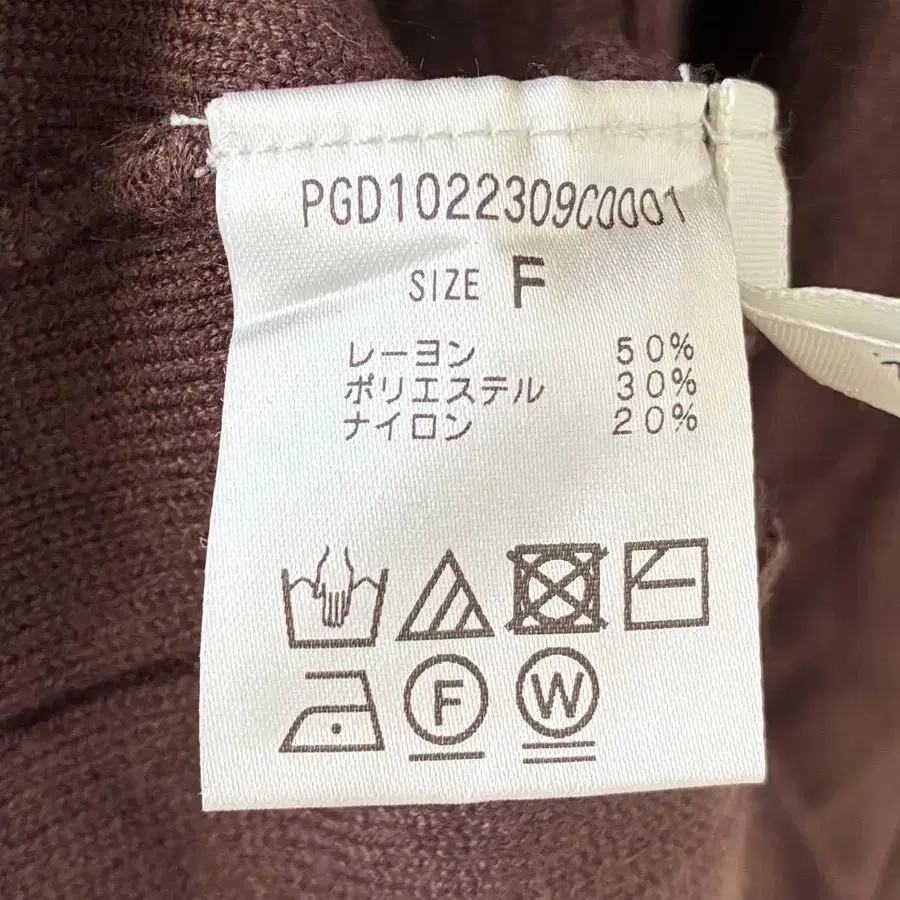 PGD1022309C0001
SIZE F
レーヨン 50%
ポリエステル 30%
ナイロン 20%
F W